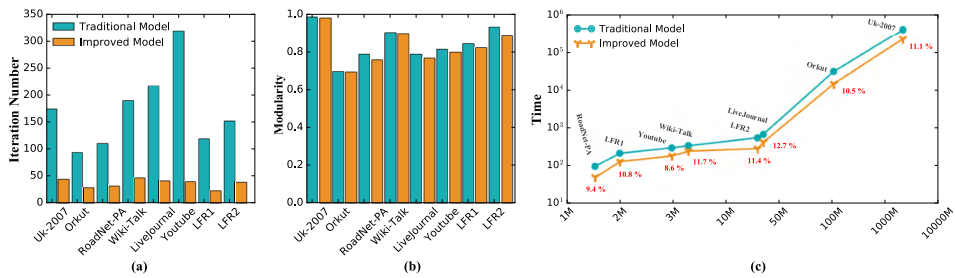 350
300
250
200
150
100
50
0
Iteration Number
Traditional Model
Improved Model
Uk-2007
Orkut
RoadNet-PA
Wiki-Talk
LiveJournal
Youtube
LFR1
LFR2
(a)
1.0
0.8
0.6
0.4
0.2
0.0
Modularity
Uk-2007
Orkut
RoadNet-PA
Wiki-Talk
LiveJournal
Youtube
LFR1
LFR2
(b)
10^6
10^5
10^4
10^3
10^2
10^1
Time
Traditional Model
Improved Model
RoadNet-PA
LFR1
Youtube
Wiki-Talk
LFR2
LiveJournal
Orkut
Uk-2007
9.4 %
10.8 %
8.6 %
11.7 %
11.4 %
12.7 %
10.5 %
11.1 %
1M
2M
3M
10M
100M
100M
10000M
(c)